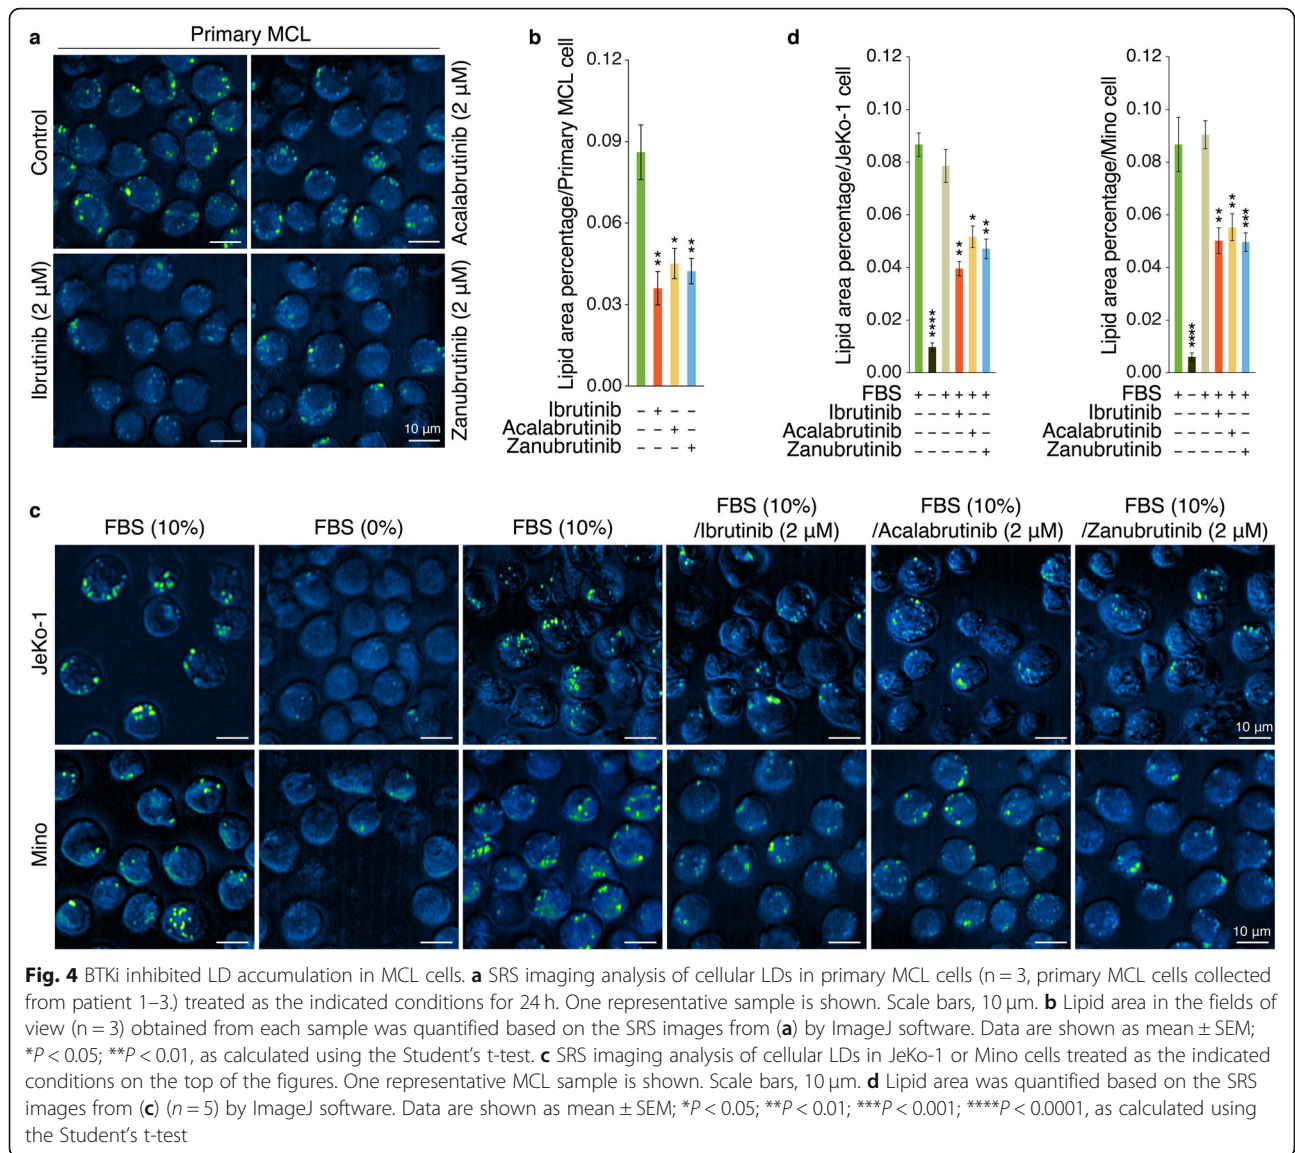 a
Primary MCL
Control
Acalabrutinib (2 µM)
Ibrutinib (2 µM)
Zanubrutinib (2 µM)
10 µm
b
Lipid area percentage/Primary MCL cell
0.12
0.09
0.06
0.03
0.00
**
*
**
Ibrutinib − + − −
Acalabrutinib − − + −
Zanubrutinib − − − +
d
Lipid area percentage/JeKo-1 cell
0.12
0.10
0.08
0.06
0.04
0.02
0.00
****
**
*
**
FBS + − + + + +
Ibrutinib − − − + − −
Acalabrutinib − − − − + −
Zanubrutinib − − − − − +
Lipid area percentage/Mino cell
0.12
0.10
0.08
0.06
0.04
0.02
0.00
****
**
**
***
FBS + − + + + +
Ibrutinib − − − + − −
Acalabrutinib − − − − + −
Zanubrutinib − − − − − +
c
FBS (10%)
FBS (0%)
FBS (10%)
FBS (10%)
/Ibrutinib (2 µM)
FBS (10%)
/Acalabrutinib (2 µM)
FBS (10%)
/Zanubrutinib (2 µM)
JeKo-1
10 µm
Mino
10 µm
Fig. 4 BTKi inhibited LD accumulation in MCL cells. a SRS imaging analysis of cellular LDs in primary MCL cells (n = 3, primary MCL cells collected
from patient 1–3.) treated as the indicated conditions for 24 h. One representative sample is shown. Scale bars, 10 µm. b Lipid area in the fields of
view (n = 3) obtained from each sample was quantified based on the SRS images from (a) by ImageJ software. Data are shown as mean ± SEM;
*P < 0.05; **P < 0.01, as calculated using the Student's t-test. c SRS imaging analysis of cellular LDs in JeKo-1 or Mino cells treated as the indicated
conditions on the top of the figures. One representative MCL sample is shown. Scale bars, 10 µm. d Lipid area was quantified based on the SRS
images from (c) (n = 5) by ImageJ software. Data are shown as mean ± SEM; *P < 0.05; **P < 0.01; ***P < 0.001; ****P < 0.0001, as calculated using
the Student's t-test